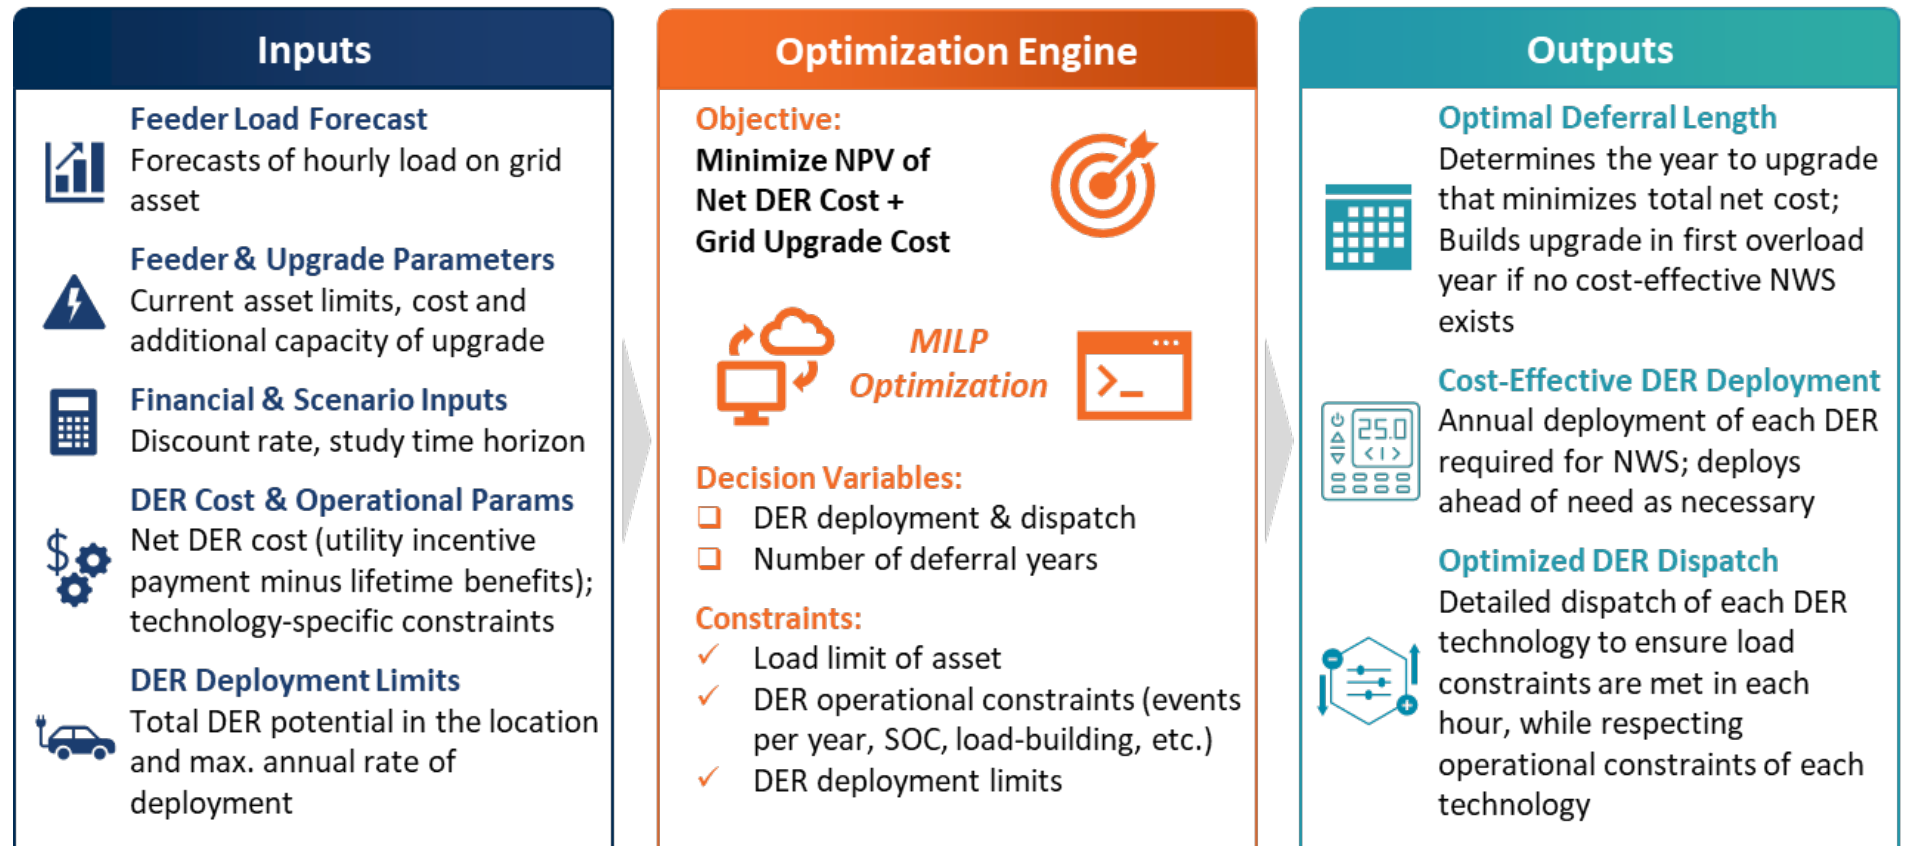 Inputs
Feeder Load Forecast
Forecasts of hourly load on grid
asset
Feeder & Upgrade Parameters
Current asset limits, cost and
additional capacity of upgrade
Financial & Scenario Inputs
Discount rate, study time horizon
DER Cost & Operational Params
Net DER cost (utility incentive
payment minus lifetime benefits);
technology-specific constraints
DER Deployment Limits
Total DER potential in the location
and max. annual rate of
deployment
Optimization Engine
Objective:
Minimize NPV of
Net DER Cost +
Grid Upgrade Cost
MILP
Optimization
Decision Variables:
DER deployment & dispatch
Number of deferral years
Constraints:
Load limit of asset
DER operational constraints (events
per year, SOC, load-building, etc.)
DER deployment limits
Outputs
Optimal Deferral Length
Determines the year to upgrade
that minimizes total net cost;
Builds upgrade in first overload
year if no cost-effective NWS
exists
Cost-Effective DER Deployment
25.0
Annual deployment of each DER
required for NWS; deploys
ahead of need as necessary
Optimized DER Dispatch
Detailed dispatch of each DER
technology to ensure load
constraints are met in each
hour, while respecting
operational constraints of each
technology